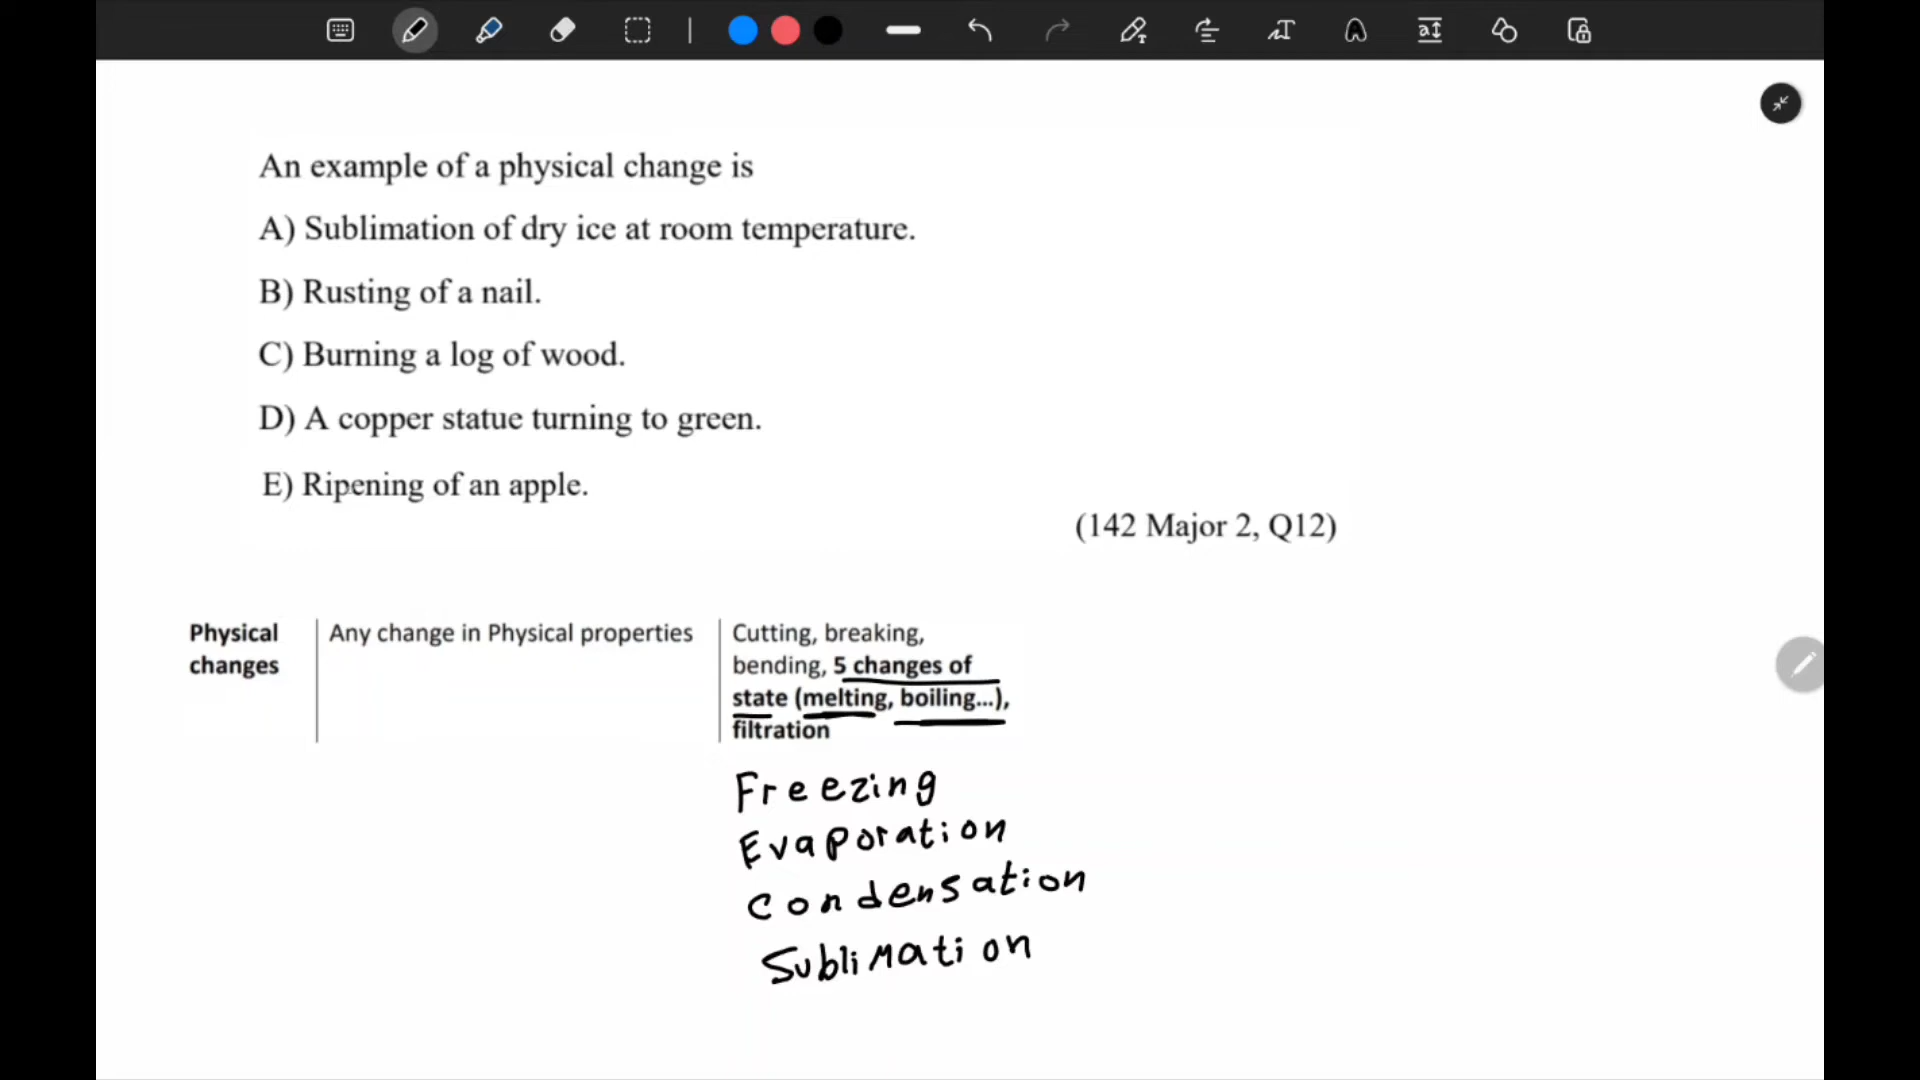 An example of a physical change is
A) Sublimation of dry ice at room temperature.
B) Rusting of a nail.
C) Burning a log of wood.
D) A copper statue turning to green.
E) Ripening of an apple.
(142 Major 2, Q12)
Physical changes
Any change in Physical properties
Cutting, breaking,
bending, 5 changes of
state (melting, boiling...),
filtration
Freezing
Evaporation
Condensation
Sublimation